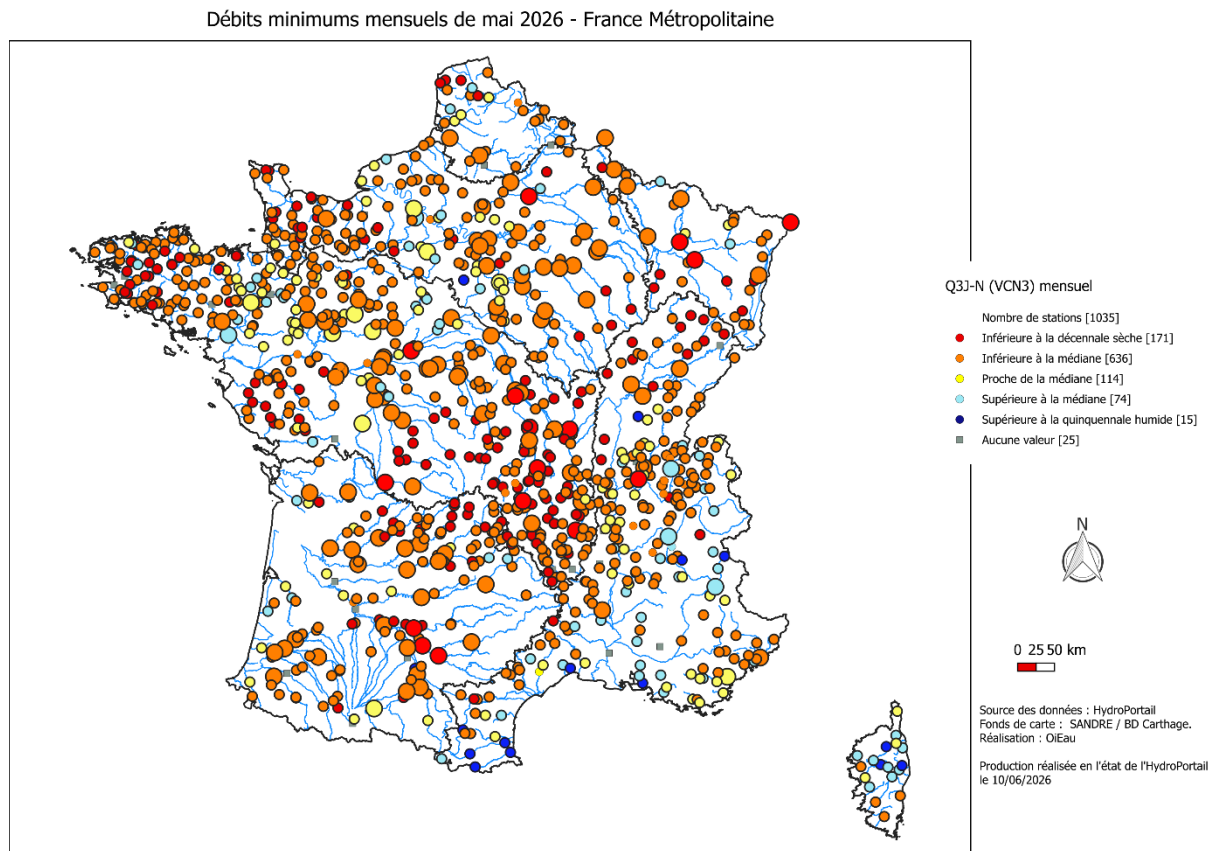 Débits minimums mensuels de mai 2026 - France Métropolitaine
Q3J-N (VCN3) mensuel
Nombre de stations [1035]
Inférieure à la décennale sèche [171]
Inférieure à la médiane [636]
Proche de la médiane [114]
Supérieure à la médiane [74]
Supérieure à la quinquennale humide [15]
Aucune valeur [25]
N
0 25 50 km
Source des données : HydroPortail
Fonds de carte : SANDRE / BD Carthage.
Réalisation : OiEau
Production réalisée en l'état de l'HydroPortail
le 10/06/2026